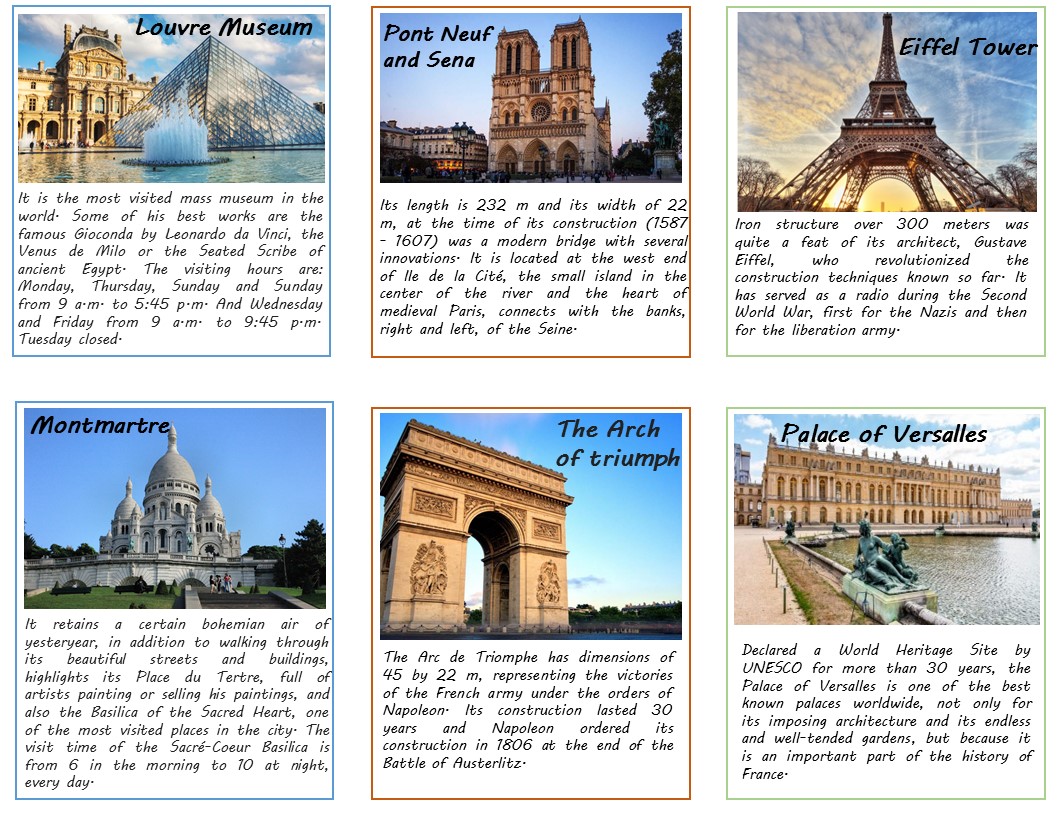 Louvre Museum
It is the most visited mass museum in the
world. Some of his best works are the
famous Gioconda by Leonardo da Vinci, the
Venus de Milo or the Seated Scribe of
ancient Egypt. The visiting hours are:
Monday, Thursday, Sunday and Sunday
from 9 a.m. to 5:45 p.m. And Wednesday
and Friday from 9 a.m. to 9:45 p.m.
Tuesday closed.
Pont Neuf
and Sena
Its length is 232 m and its width of 22
m, at the time of its construction (1587
- 1607) was a modern bridge with several
innovations. It is located at the west end
of Ile de la Cité, the small island in the
center of the river and the heart of
medieval Paris, connects with the banks,
right and left, of the Seine.
Eiffel Tower
Iron structure over 300 meters was
quite a feat of its architect, Gustave
Eiffel, who revolutionized the
construction techniques known so far. It
has served as a radio during the Second
World War, first for the Nazis and then
for the liberation army.
Montmartre
It retains a certain bohemian air of
yesteryear, in addition to walking through
its beautiful streets and buildings,
highlights its Place du Tertre, full of
artists painting or selling his paintings, and
also the Basilica of the Sacred Heart, one
of the most visited places in the city. The
visit time of the Sacré-Coeur Basilica is
from 6 in the morning to 10 at night,
every day.
The Arch
of triumph
The Arc de Triomphe has dimensions of
45 by 22 m, representing the victories
of the French army under the orders of
Napoleon. Its construction lasted 30
years and Napoleon ordered its
construction in 1806 at the end of the
Battle of Austerlitz.
Palace of Versalles
Declared a World Heritage Site by
UNESCO for more than 30 years, the
Palace of Versalles is one of the best
known palaces worldwide, not only for
its imposing architecture and its endless
and well-tended gardens, but because it
is an important part of the history of
France.